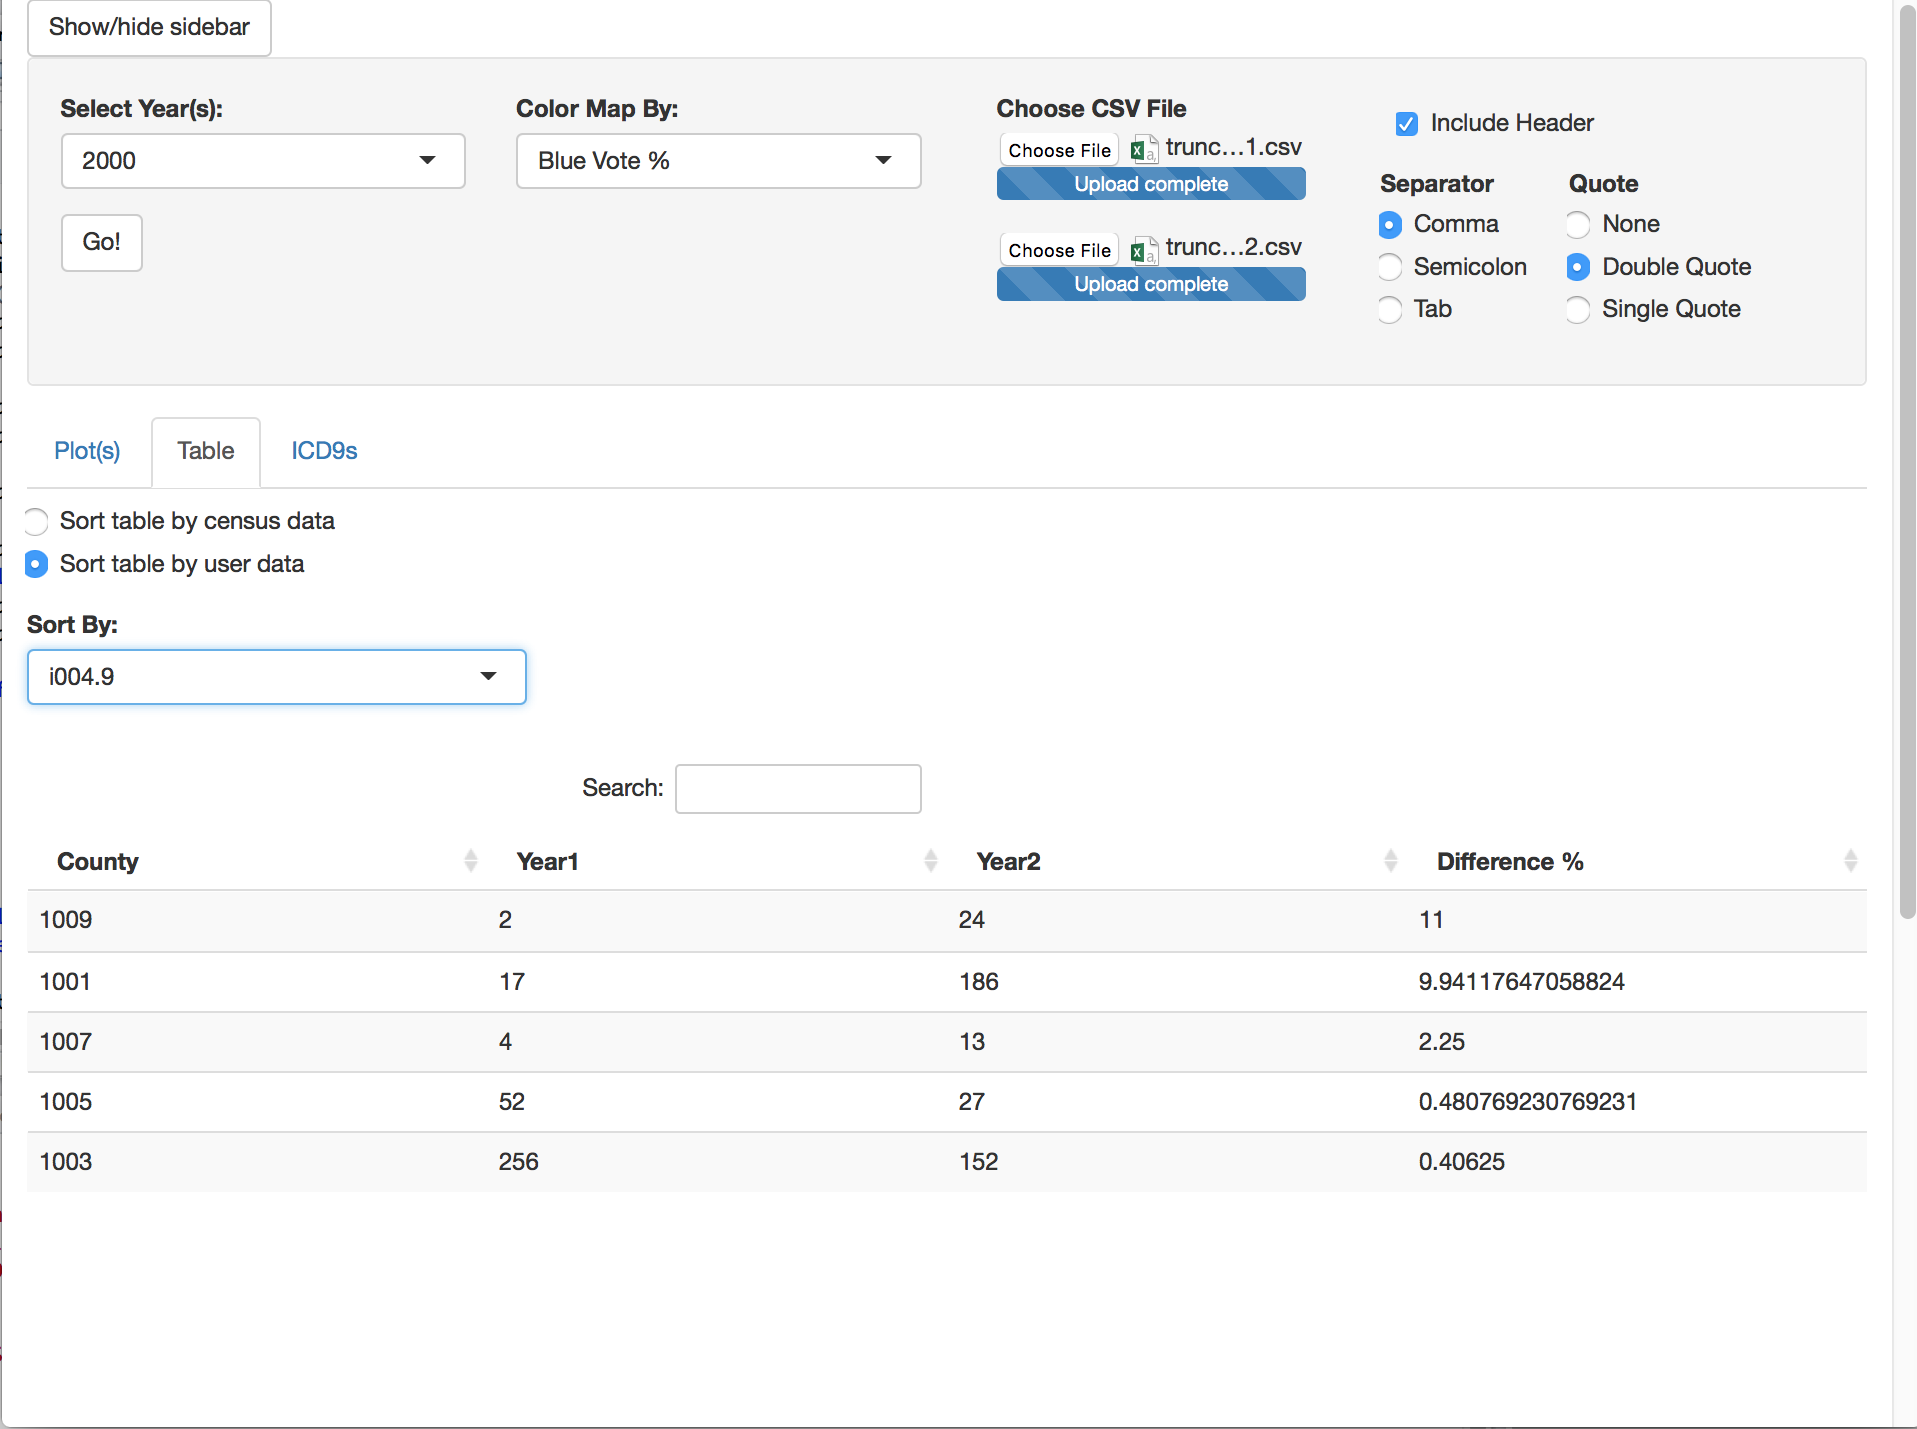 Show/hide sidebar
Select Year(s):
2000
Go!
Color Map By:
Blue Vote %
Choose CSV File
Choose File trunc...1.csv
Upload complete
Choose File trunc...2.csv
Upload complete
Include Header
Separator
Comma
Semicolon
Tab
Quote
None
Double Quote
Single Quote
Plot(s) Table ICD9s
Sort table by census data
Sort table by user data
Sort By:
i004.9
Search:
County Year1 Year2 Difference %
1009 2 24 11
1001 17 186 9.94117647058824
1007 4 13 2.25
1005 52 27 0.480769230769231
1003 256 152 0.40625